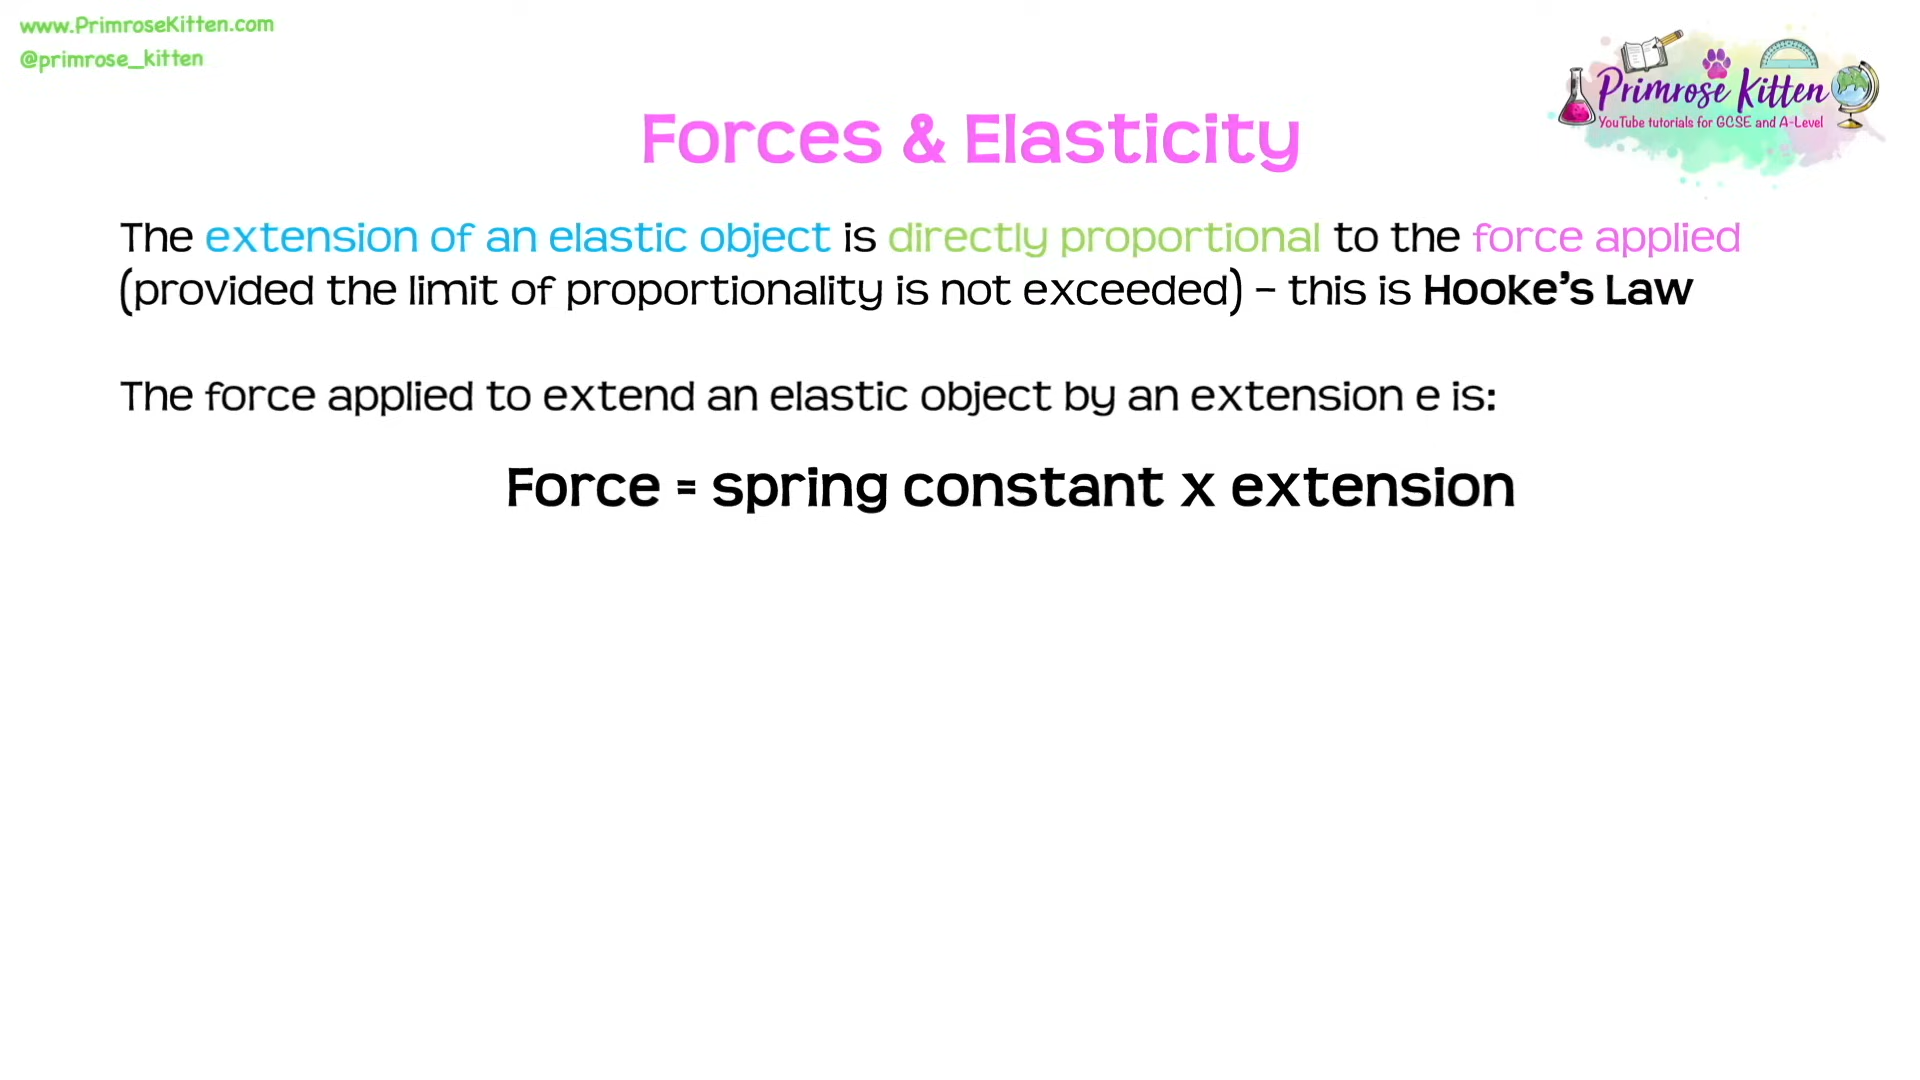 www.PrimroseKitten.com
@primrose_kitten
Primrose Kitten
YouTube tutorials for GCSE and A-Level
Forces & Elasticity
The extension of an elastic object is directly proportional to the force applied
(provided the limit of proportionality is not exceeded) – this is Hooke’s Law
The force applied to extend an elastic object by an extension e is:
Force = spring constant x extension